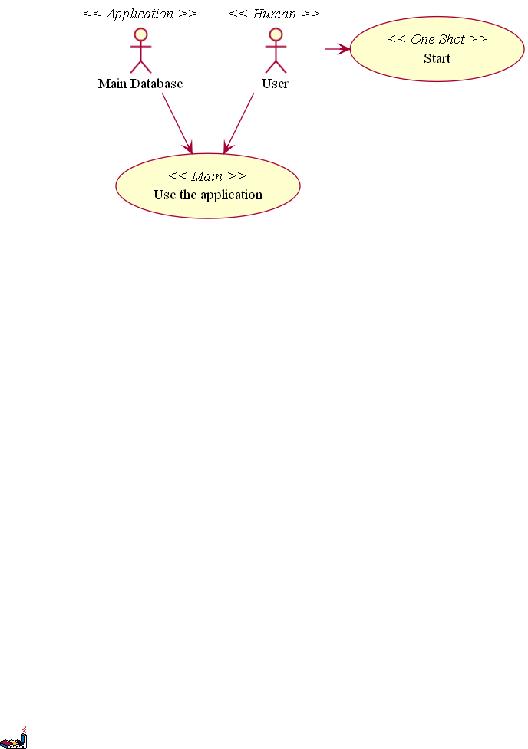 << Application >>
<< Human >>
<< One Shot >>
Start
Main Database
User
<< Main >>
Use the application